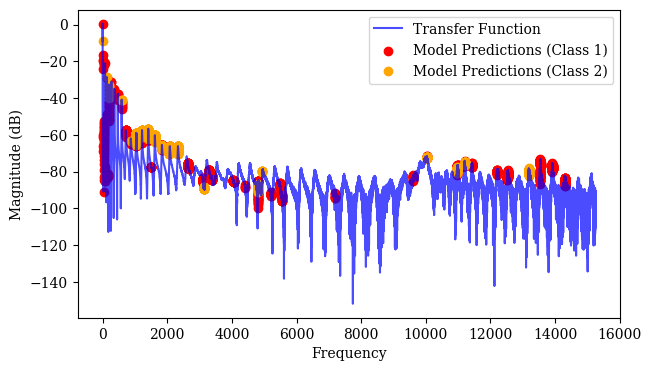 Transfer Function
Model Predictions (Class 1)
Model Predictions (Class 2)
Magnitude (dB)
0
−20
−40
−60
−80
−100
−120
−140
0 2000 4000 6000 8000 10000 12000 14000 16000
Frequency